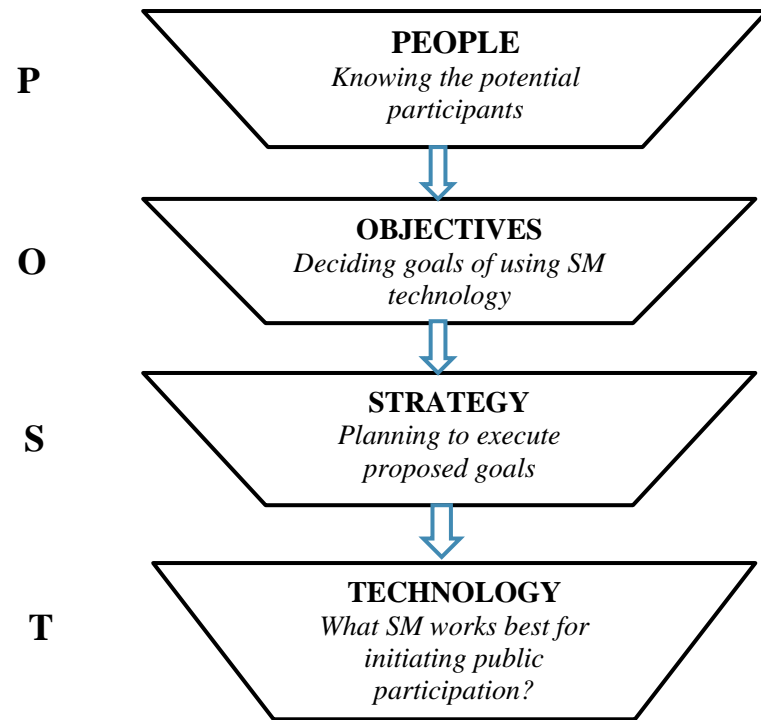 P
PEOPLE
Knowing the potential
participants
O
OBJECTIVES
Deciding goals of using SM
technology
S
STRATEGY
Planning to execute
proposed goals
T
TECHNOLOGY
What SM works best for
initiating public
participation?